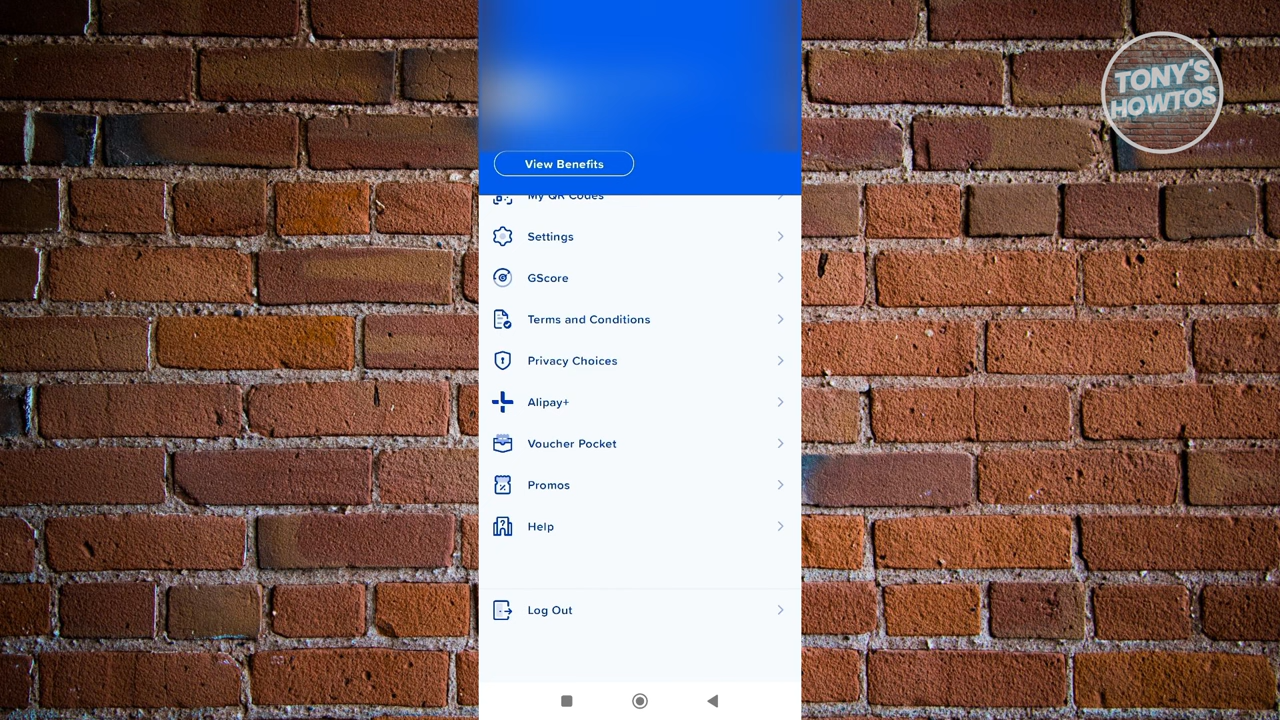 TONY'S
HOWTOS
View Benefits
My QR Codes
Settings
GScore
Terms and Conditions
Privacy Choices
Alipay+
Voucher Pocket
Promos
Help
Log Out